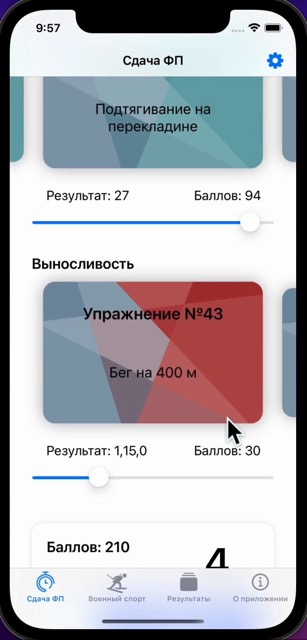 9:57
Сдача ФП
Подтягивание на
перекладине
Результат: 27 Баллов: 94
Выносливость
Упражнение №43
Бег на 400 м
Результат: 1,15,0 Баллов: 30
Баллов: 210
4
Сдача ФП Военный спорт Результаты О приложении